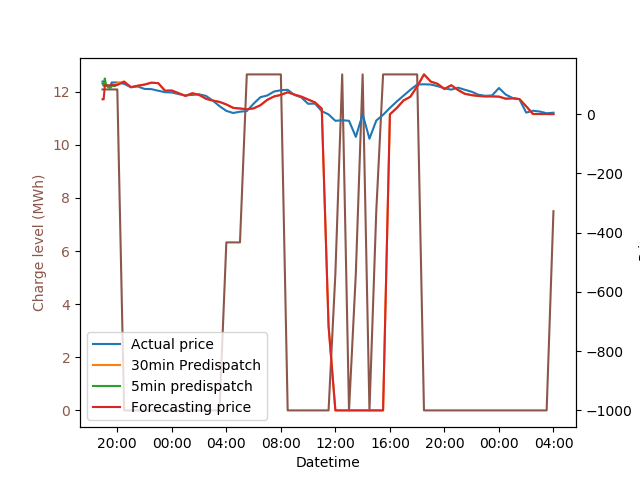 12
10
8
6
4
2
0
Charge level (MWh)
0
−200
−400
−600
−800
−1000
Actual price
30min Predispatch
5min predispatch
Forecasting price
20:00 00:00 04:00 08:00 12:00 16:00 20:00 00:00 04:00
Datetime